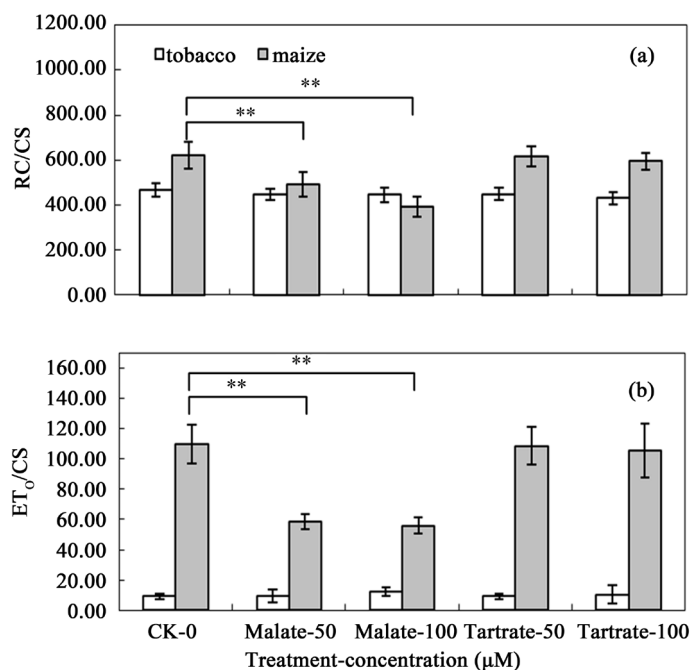 1200.00
(a)
tobacco maize
1000.00
**
800.00
**
RC/CS
600.00
400.00
200.00
0.00
160.00
(b)
140.00
**
**
120.00
100.00
ET₀/CS
80.00
60.00
40.00
20.00
0.00
CK-0 Malate-50 Malate-100 Tartrate-50 Tartrate-100
Treatment-concentration (μM)